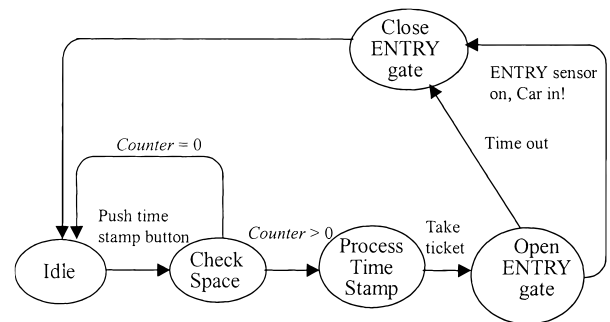 Close
ENTRY
gate
ENTRY sensor
on, Car in!
Time out
Counter = 0
Push time
stamp button
Counter > 0
Take
ticket
Idle
Check
Space
Process
Time
Stamp
Open
ENTRY
gate